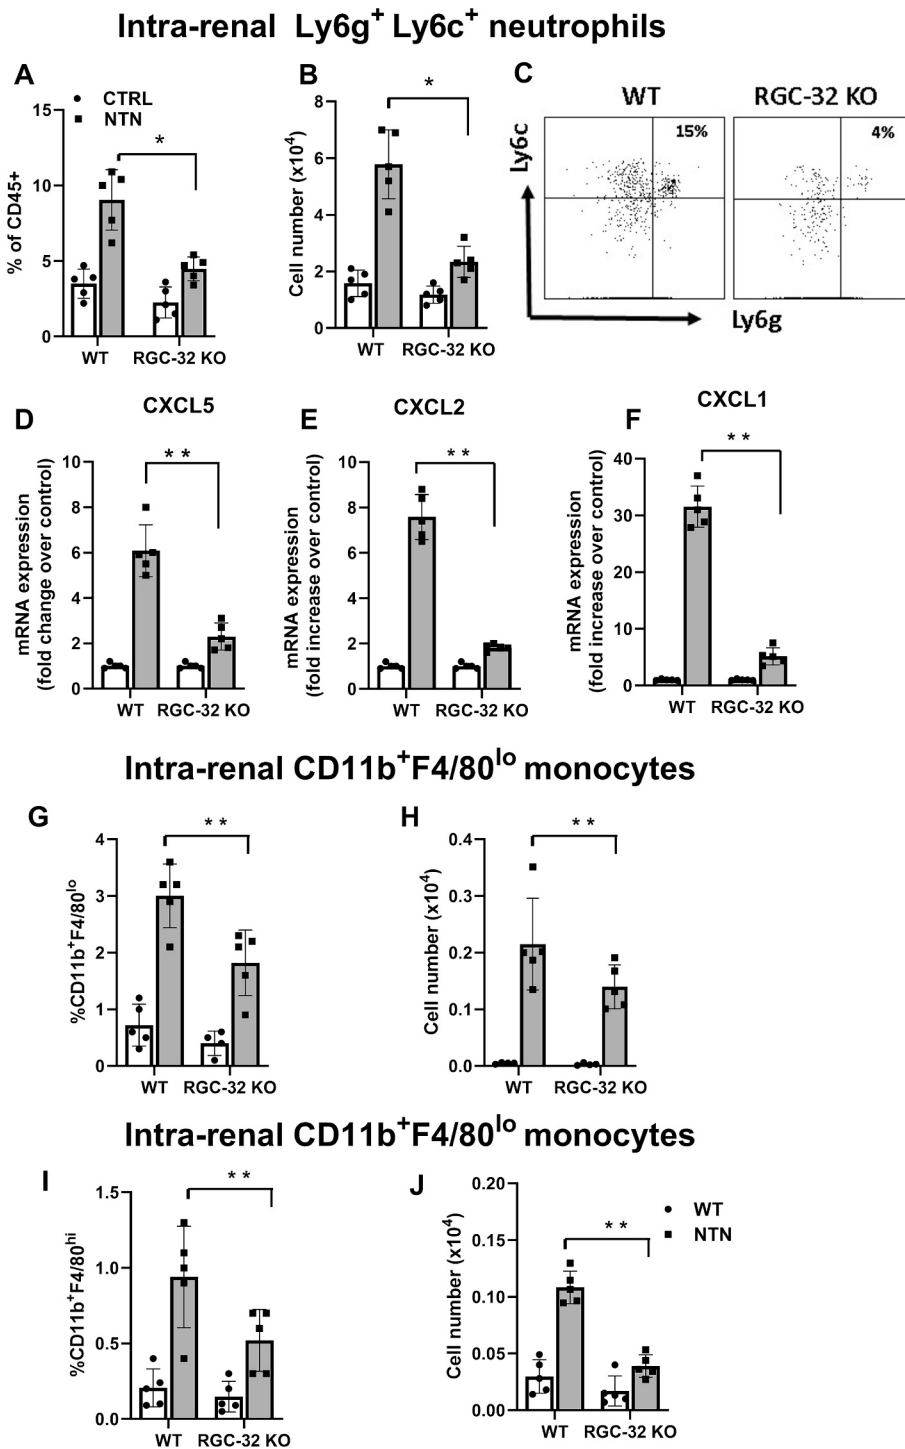 Intra-renal Ly6g+ Ly6c+ neutrophils
A
CTRL
NTN
15
10
5
0
% of CD45+
*
WT
RGC-32 KO
B
8
6
4
2
0
Cell number (x10⁴)
*
WT
RGC-32 KO
C
WT
RGC-32 KO
15%
4%
Ly6c
Ly6g
D
CXCL5
10
8
6
4
2
0
mRNA expression
(fold change over control)
* *
WT
RGC-32 KO
E
CXCL2
10
8
6
4
2
0
mRNA expression
(fold increase over control)
* *
WT
RGC-32 KO
F
CXCL1
40
30
20
10
0
mRNA expression
(fold increase over control)
* *
WT
RGC-32 KO
Intra-renal CD11b+F4/80lo monocytes
G
4
3
2
1
0
%CD11b+F4/80lo
* *
WT
RGC-32 KO
H
0.4
0.3
0.2
0.1
0.0
Cell number (x10⁴)
* *
WT
RGC-32 KO
Intra-renal CD11b+F4/80lo monocytes
I
1.5
1.0
0.5
0.0
%CD11b+F4/80hi
* *
WT
RGC-32 KO
J
0.20
0.15
0.10
0.05
0.00
Cell number (x10⁴)
* *
WT
NTN
WT
RGC-32 KO